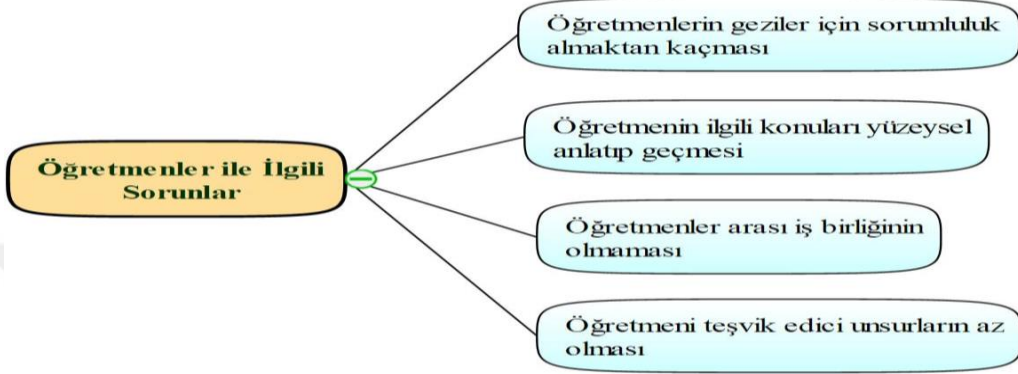 Öğretmenler ile İlgili
Sorunlar
Öğretmenlerin geziler için sorumluluk
almaktan kaçması
Öğretmenin ilgili konuları yüzeysel
anlatıp geçmesi
Öğretmenler arası iş birliğinin
olmaması
Öğretmeni teşvik edici unsurların az
olması